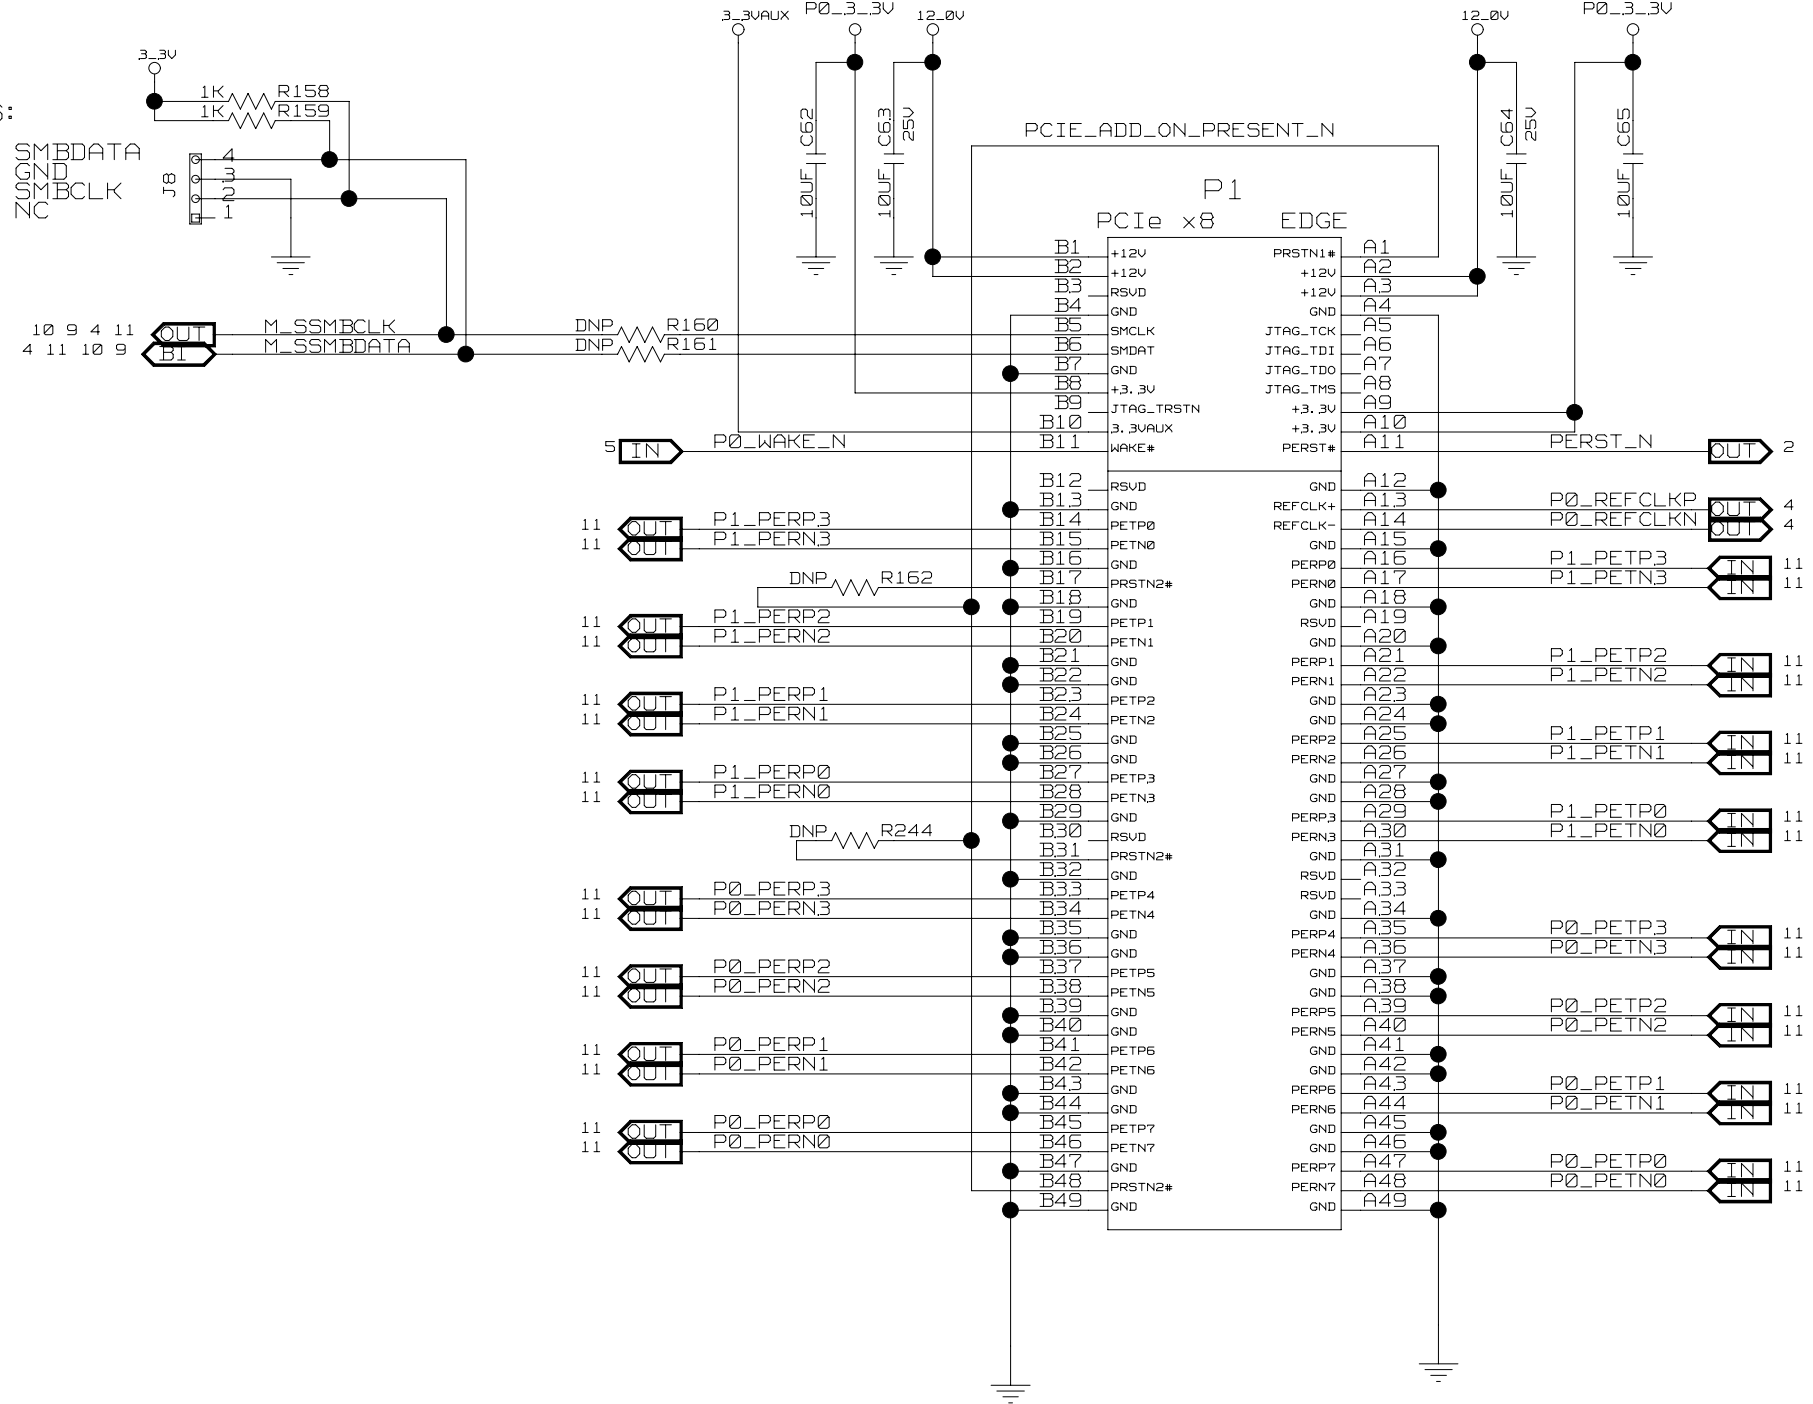 3_3VAUX P0_3_3V 12_0V 12_0V P0_3_3V
3_3V
1K R158
1K R159
S:
SMBDATA
GND
SMBCLK
NC
J8
4
3
2
1
10UF C62
10UF C63 25V
10UF C64 25V
10UF C65
PCIE_ADD_ON_PRESENT_N
P1
PCIe x8 EDGE
10 9 4 11 OUT M_SSMBCLK DNP R160
4 11 10 9 BI M_SSMBDATA DNP R161
B1 +12V PRSTN1# A1
B2 +12V +12V A2
B3 RSVD +12V A3
B4 GND GND A4
B5 SMCLK JTAG_TCK A5
B6 SMDAT JTAG_TDI A6
B7 GND JTAG_TDO A7
B8 +3.3V JTAG_TMS A8
B9 JTAG_TRSTN +3.3V A9
B10 3.3VAUX +3.3V A10
5 IN P0_WAKE_N B11 WAKE# PERST# A11 PERST_N OUT 2
B12 RSVD GND A12
B13 GND REFCLK+ A13 P0_REFCLKP OUT 4
11 OUT P1_PERP3 B14 PETP0 REFCLK- A14 P0_REFCLKN OUT 4
11 OUT P1_PERN3 B15 PETN0 GND A15
B16 GND PERP0 A16 P1_PETP3 IN 11
DNP R162 B17 PRSTN2# PERN0 A17 P1_PETN3 IN 11
B18 GND GND A18
11 OUT P1_PERP2 B19 PETP1 RSVD A19
11 OUT P1_PERN2 B20 PETN1 GND A20
B21 GND PERP1 A21 P1_PETP2 IN 11
B22 GND PERN1 A22 P1_PETN2 IN 11
11 OUT P1_PERP1 B23 PETP2 GND A23
11 OUT P1_PERN1 B24 PETN2 GND A24
B25 GND PERP2 A25 P1_PETP1 IN 11
B26 GND PERN2 A26 P1_PETN1 IN 11
11 OUT P1_PERP0 B27 PETP3 GND A27
11 OUT P1_PERN0 B28 PETN3 GND A28
B29 GND PERP3 A29 P1_PETP0 IN 11
DNP R244 B30 RSVD PERN3 A30 P1_PETN0 IN 11
B31 PRSTN2# GND A31
B32 GND RSVD A32
11 OUT P0_PERP3 B33 PETP4 RSVD A33
11 OUT P0_PERN3 B34 PETN4 GND A34
B35 GND PERP4 A35 P0_PETP3 IN 11
B36 GND PERN4 A36 P0_PETN3 IN 11
11 OUT P0_PERP2 B37 PETP5 GND A37
11 OUT P0_PERN2 B38 PETN5 GND A38
B39 GND PERP5 A39 P0_PETP2 IN 11
B40 GND PERN5 A40 P0_PETN2 IN 11
11 OUT P0_PERP1 B41 PETP6 GND A41
11 OUT P0_PERN1 B42 PETN6 GND A42
B43 GND PERP6 A43 P0_PETP1 IN 11
B44 GND PERN6 A44 P0_PETN1 IN 11
11 OUT P0_PERP0 B45 PETP7 GND A45
11 OUT P0_PERN0 B46 PETN7 GND A46
B47 GND PERP7 A47 P0_PETP0 IN 11
B48 PRSTN2# PERN7 A48 P0_PETN0 IN 11
B49 GND GND A49